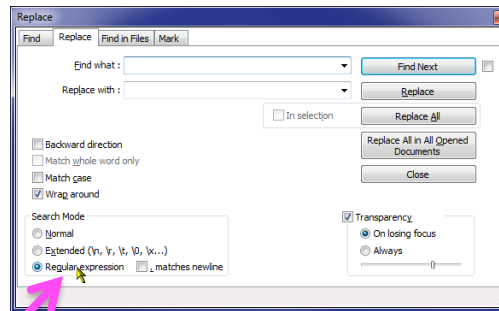 Replace
Find Replace Find in Files Mark
Find what :
Find Next
Replace with :
Replace
In selection
Replace All
Replace All in All Opened
Documents
Backward direction
Match whole word only
Match case
Close
Wrap around
Search Mode
Normal
Extended (\n, \r, \t, \0, \x...)
Regular expression . matches newline
Transparency
On losing focus
Always